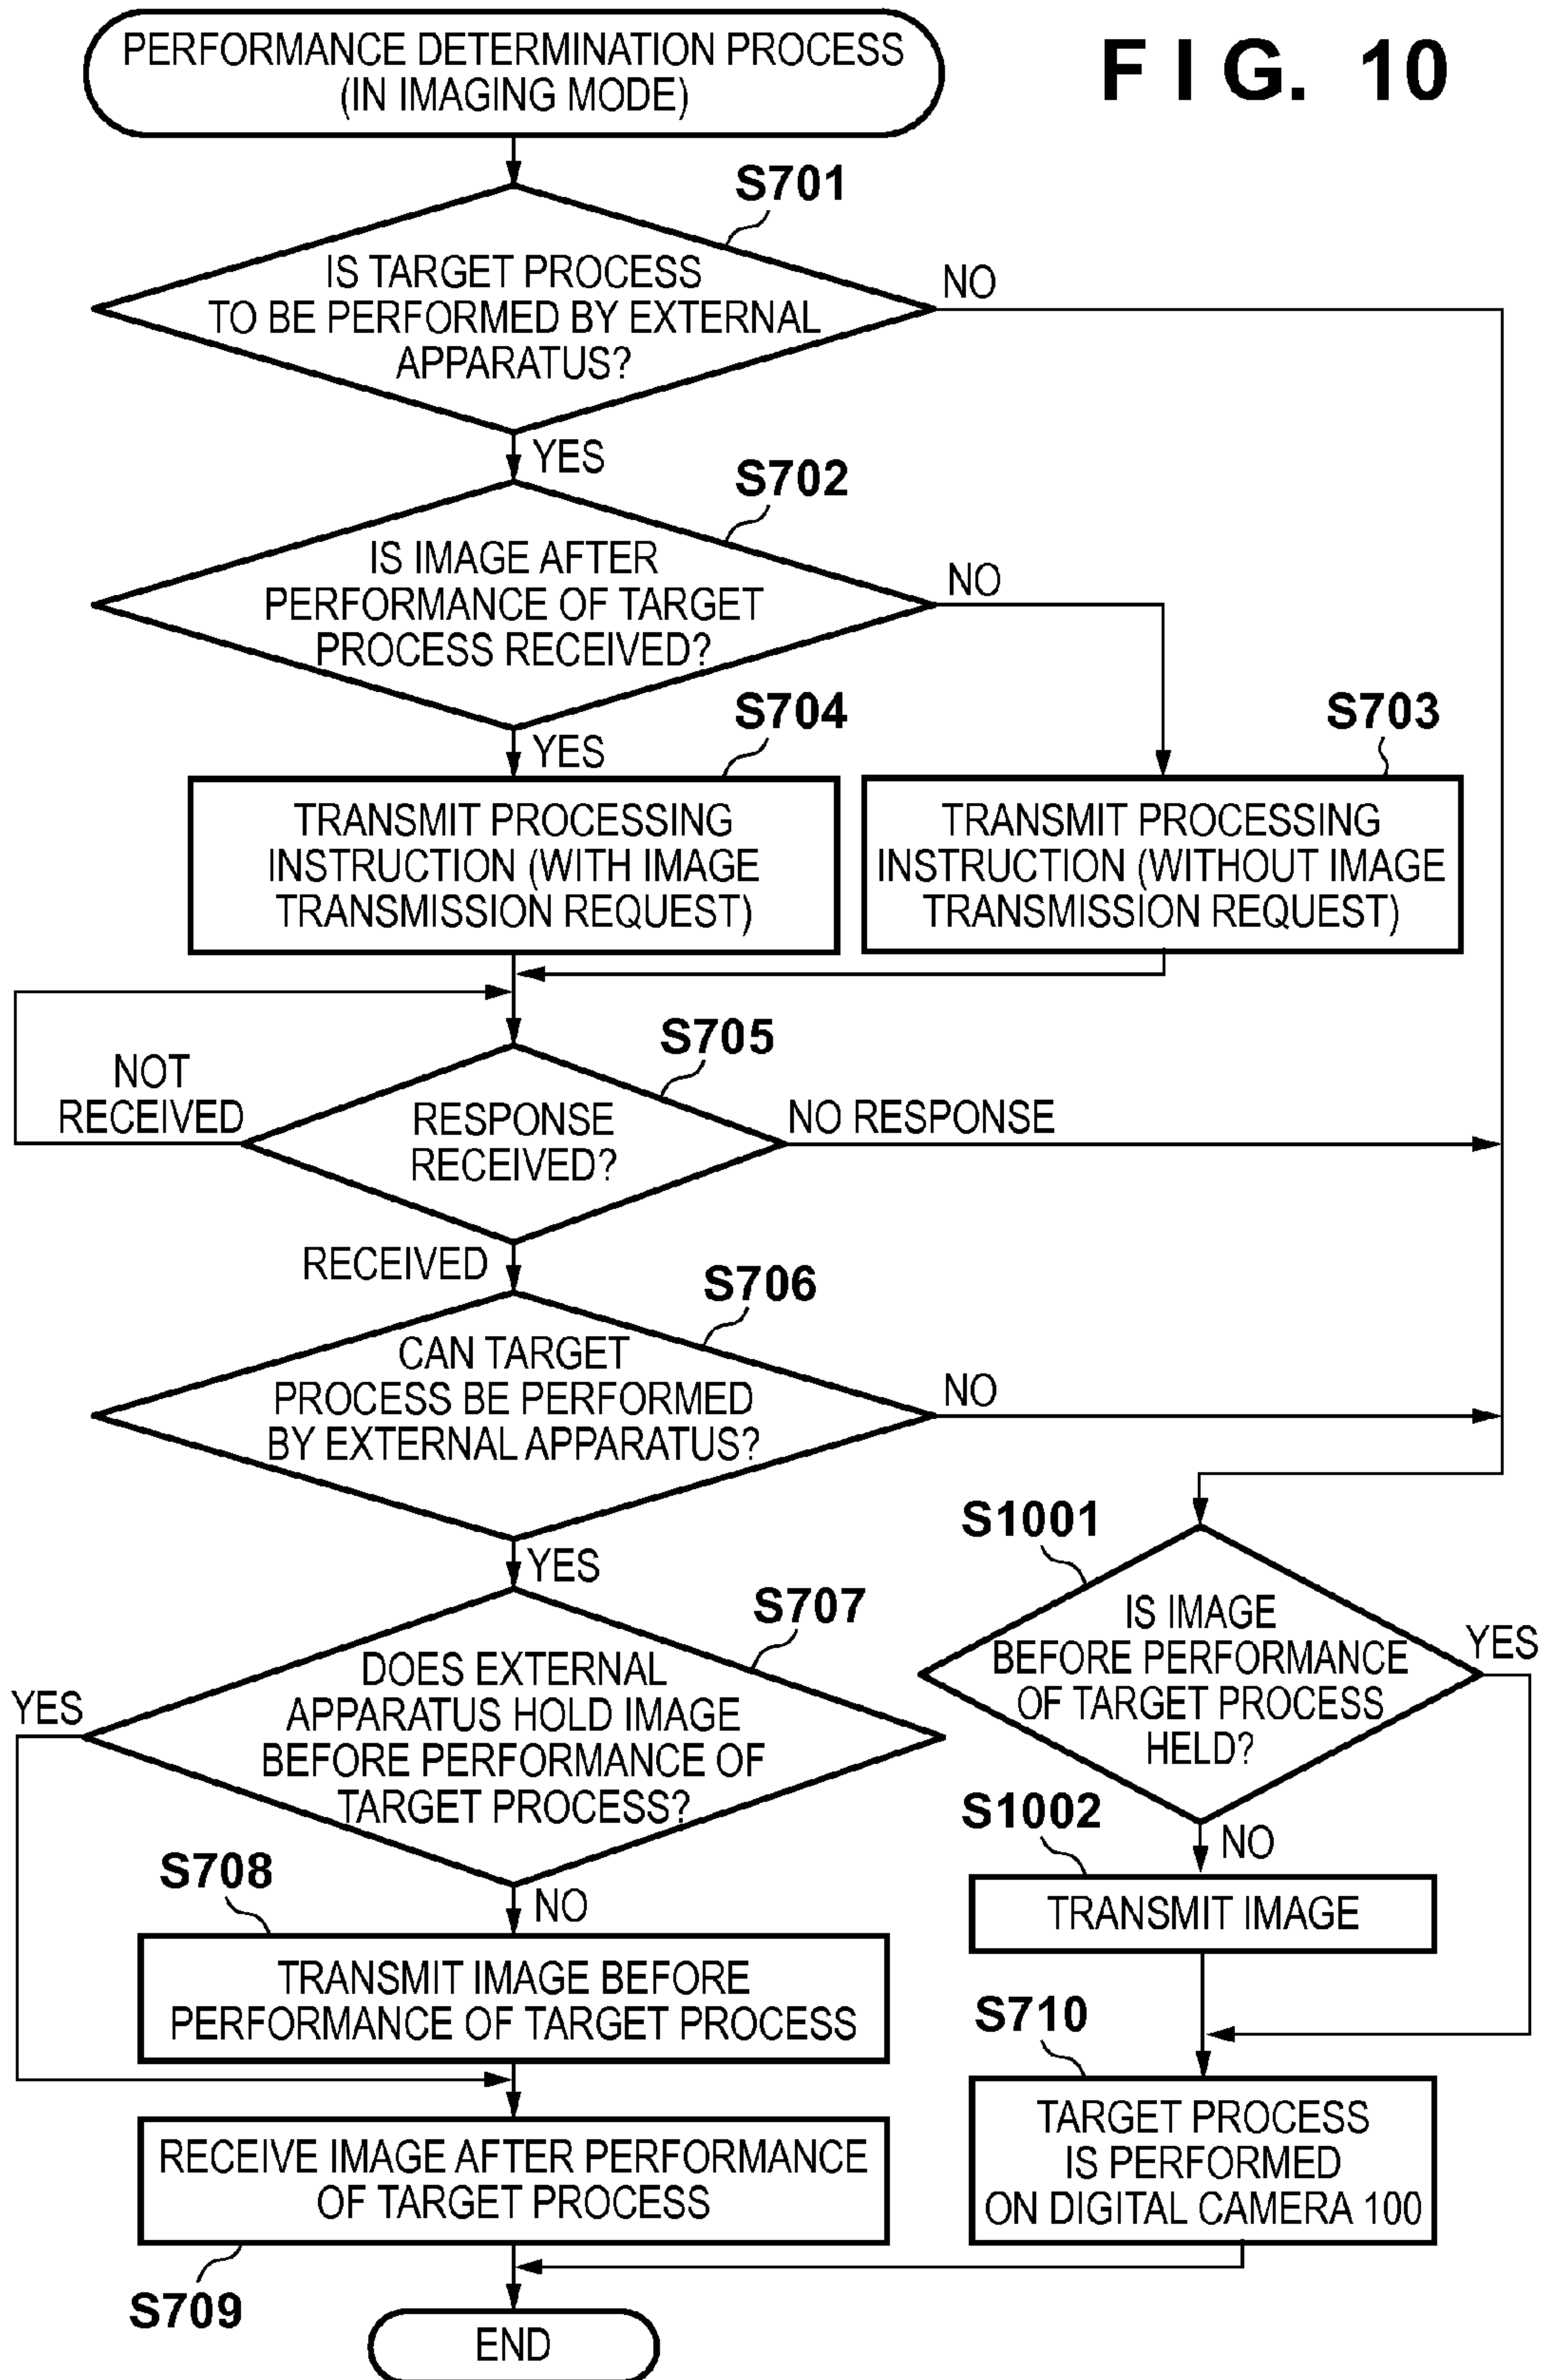 PERFORMANCE DETERMINATION PROCESS
(IN IMAGING MODE)
FIG. 10
S701
IS TARGET PROCESS
TO BE PERFORMED BY EXTERNAL
APPARATUS?
NO
YES
S702
IS IMAGE AFTER
PERFORMANCE OF TARGET
PROCESS RECEIVED?
NO
YES
S704
TRANSMIT PROCESSING
INSTRUCTION (WITH IMAGE
TRANSMISSION REQUEST)
S703
TRANSMIT PROCESSING
INSTRUCTION (WITHOUT IMAGE
TRANSMISSION REQUEST)
S705
NOT
RECEIVED
RESPONSE
RECEIVED?
NO RESPONSE
RECEIVED
S706
CAN TARGET
PROCESS BE PERFORMED
BY EXTERNAL APPARATUS?
NO
YES
S707
DOES EXTERNAL
APPARATUS HOLD IMAGE
BEFORE PERFORMANCE OF
TARGET PROCESS?
YES
NO
S708
TRANSMIT IMAGE BEFORE
PERFORMANCE OF TARGET PROCESS
RECEIVE IMAGE AFTER PERFORMANCE
OF TARGET PROCESS
S709
S1001
IS IMAGE
BEFORE PERFORMANCE
OF TARGET PROCESS
HELD?
YES
NO
S1002
TRANSMIT IMAGE
S710
TARGET PROCESS
IS PERFORMED
ON DIGITAL CAMERA 100
END